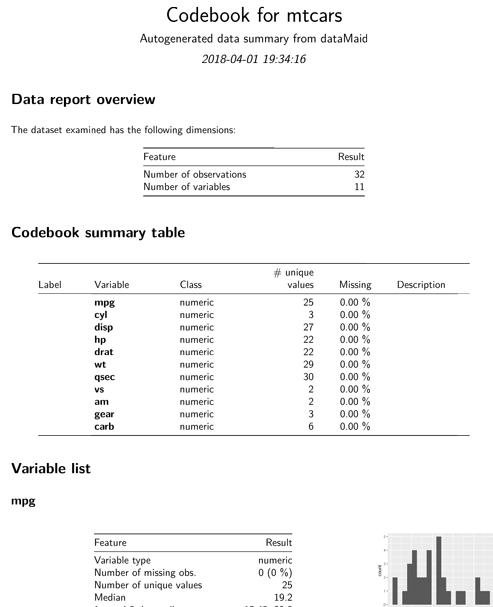 Codebook for mtcars
Autogenerated data summary from dataMaid
2018-04-01 19:34:16
Data report overview
The dataset examined has the following dimensions:
Feature Result
Number of observations 32
Number of variables 11
Codebook summary table
# unique
Label Variable Class values Missing Description
mpg numeric 25 0.00 %
cyl numeric 3 0.00 %
disp numeric 27 0.00 %
hp numeric 22 0.00 %
drat numeric 22 0.00 %
wt numeric 29 0.00 %
qsec numeric 30 0.00 %
vs numeric 2 0.00 %
am numeric 2 0.00 %
gear numeric 3 0.00 %
carb numeric 6 0.00 %
Variable list
mpg
Feature Result
Variable type numeric
Number of missing obs. 0 (0 %)
Number of unique values 25
Median 19.2
count